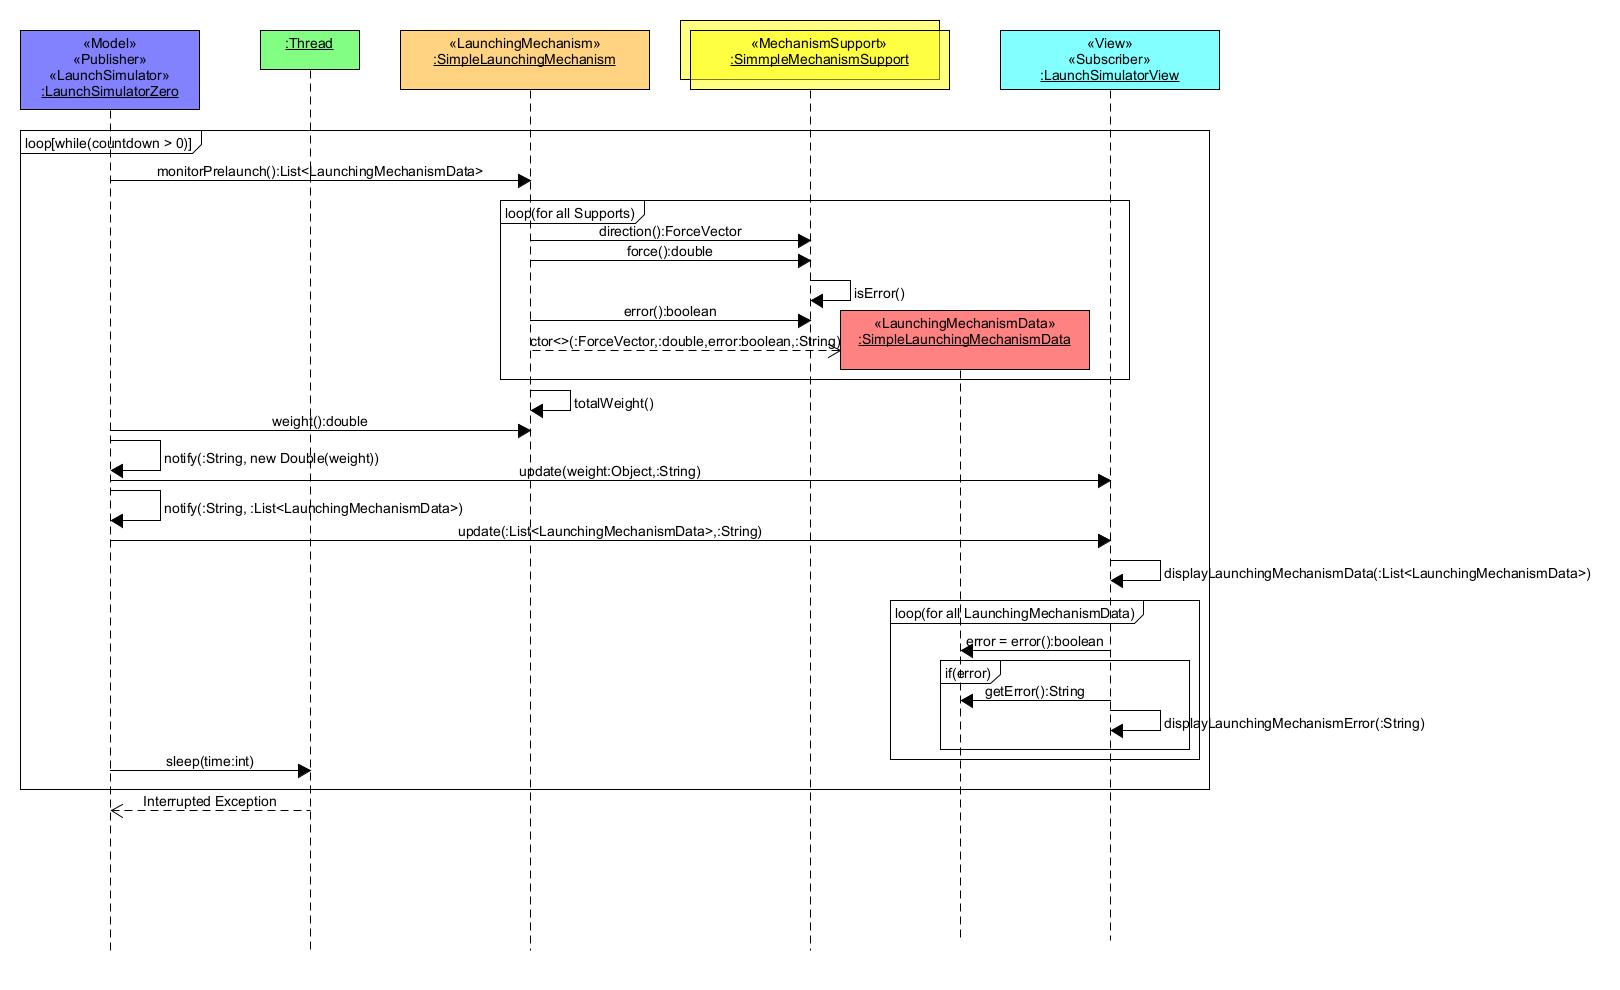 «Model»
«Publisher»
«LaunchSimulator»
:LaunchSimulatorZero
:Thread
«LaunchingMechanism»
:SimpleLaunchingMechanism
«MechanismSupport»
:SimmpleMechanismSupport
«View»
«Subscriber»
:LaunchSimulatorView
loop[while(countdown > 0)]
monitorPrelaunch():List<LaunchingMechanismData>
loop(for all Supports)
direction():ForceVector
force():double
isError()
error():boolean
«LaunchingMechanismData»
:SimpleLaunchingMechanismData
ctor<>(:ForceVector,:double,error:boolean,:String)
totalWeight()
weight():double
notify(:String, new Double(weight))
update(weight:Object,:String)
notify(:String, :List<LaunchingMechanismData>)
update(:List<LaunchingMechanismData>,:String)
displayLaunchingMechanismData(:List<LaunchingMechanismData>)
loop(for all LaunchingMechanismData)
error = error():boolean
if(error)
getError():String
displayLaunchingMechanismError(:String)
sleep(time:int)
Interrupted Exception